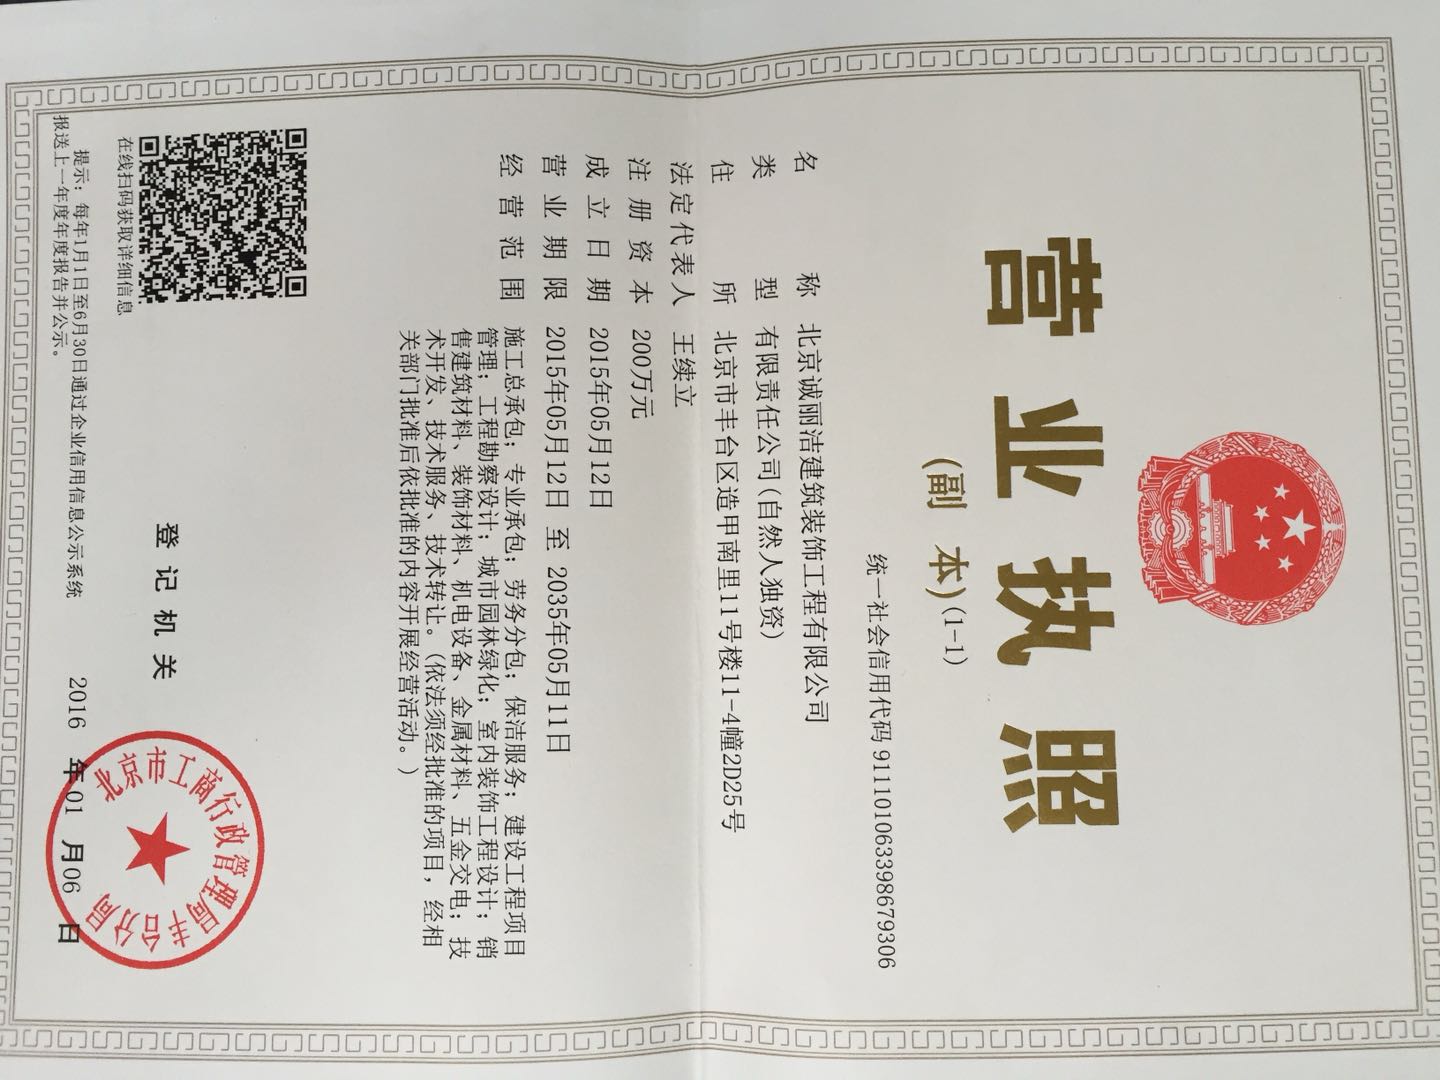 营业执照
(副 本)(1-1)
统一社会信用代码 911101063398679306
名 称 北京诚丽洁建筑装饰工程有限公司
类 型 有限责任公司(自然人独资)
住 所 北京市丰台区造甲南里11号楼11-4幢2D25号
法定代表人 王续立
注册资本 200万元
成立日期 2015年05月12日
营业期限 2015年05月12日 至 2035年05月11日
经营范围 施工总承包;专业承包;劳务分包;保洁服务;建设工程项目
管理;工程勘察设计;城市园林绿化;室内装饰工程设计;销
售建筑材料、装饰材料、机电设备、金属材料、五金交电;技
术开发、技术服务、技术转让。(依法须经批准的项目,经相
关部门批准后依批准的内容开展经营活动。)
在线扫码获取详细信息
登记机关
北京市工商行政管理局丰台分局
2016 年01 月06 日
提示:每年1月1日至6月30日通过企业信用信息公示系统
报送上一年度年度报告并公示。